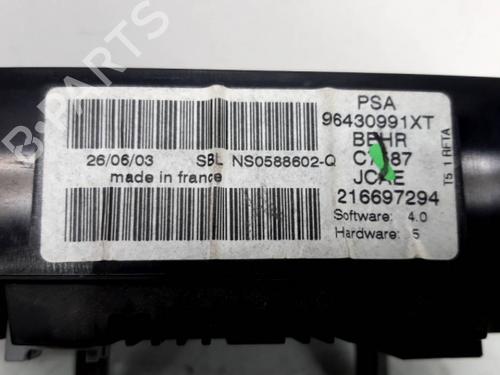 PSA
96430991XT
BEHR
JCAE
216697294
Software: 4.0
Hardware: 5
26/06/03 SBL NS0588602-Q
made in france
T5 1 RFTA